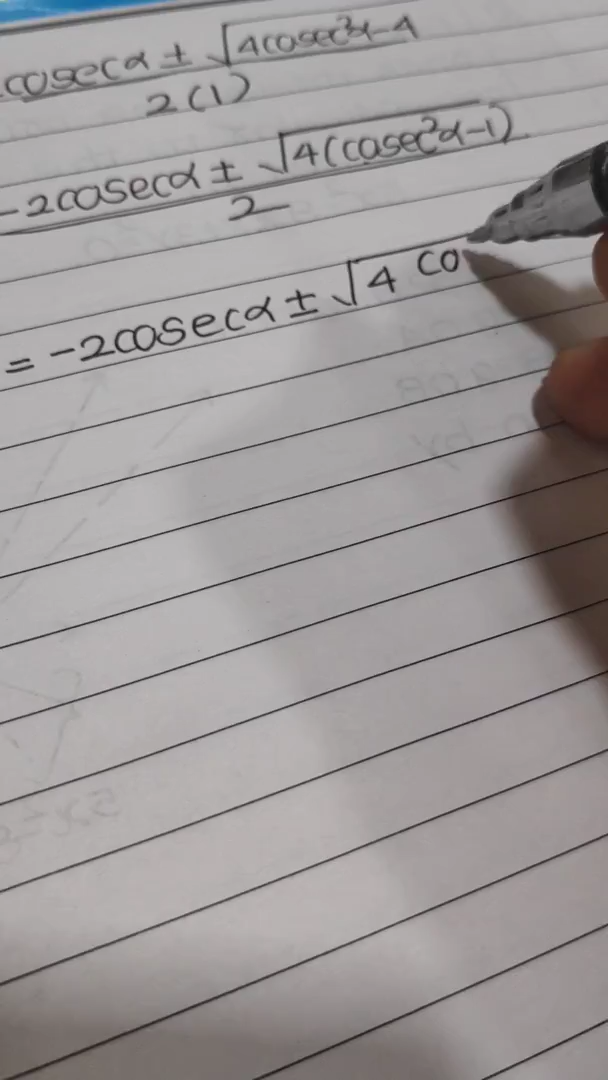 cosecα ± √4cosec²α-4
2(1)
-2cosecα ± √4(cosec²α-1)
2
= -2cosecα ± √4 co